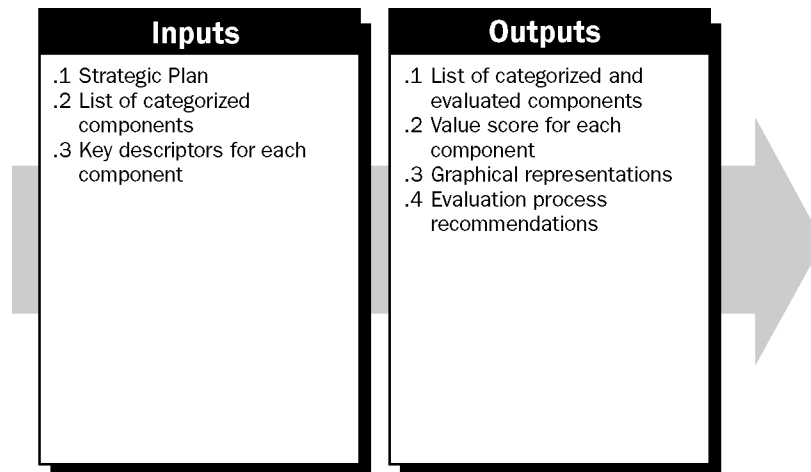 Inputs
.1 Strategic Plan
.2 List of categorized
components
.3 Key descriptors for each
component
Outputs
.1 List of categorized and
evaluated components
.2 Value score for each
component
.3 Graphical representations
.4 Evaluation process
recommendations